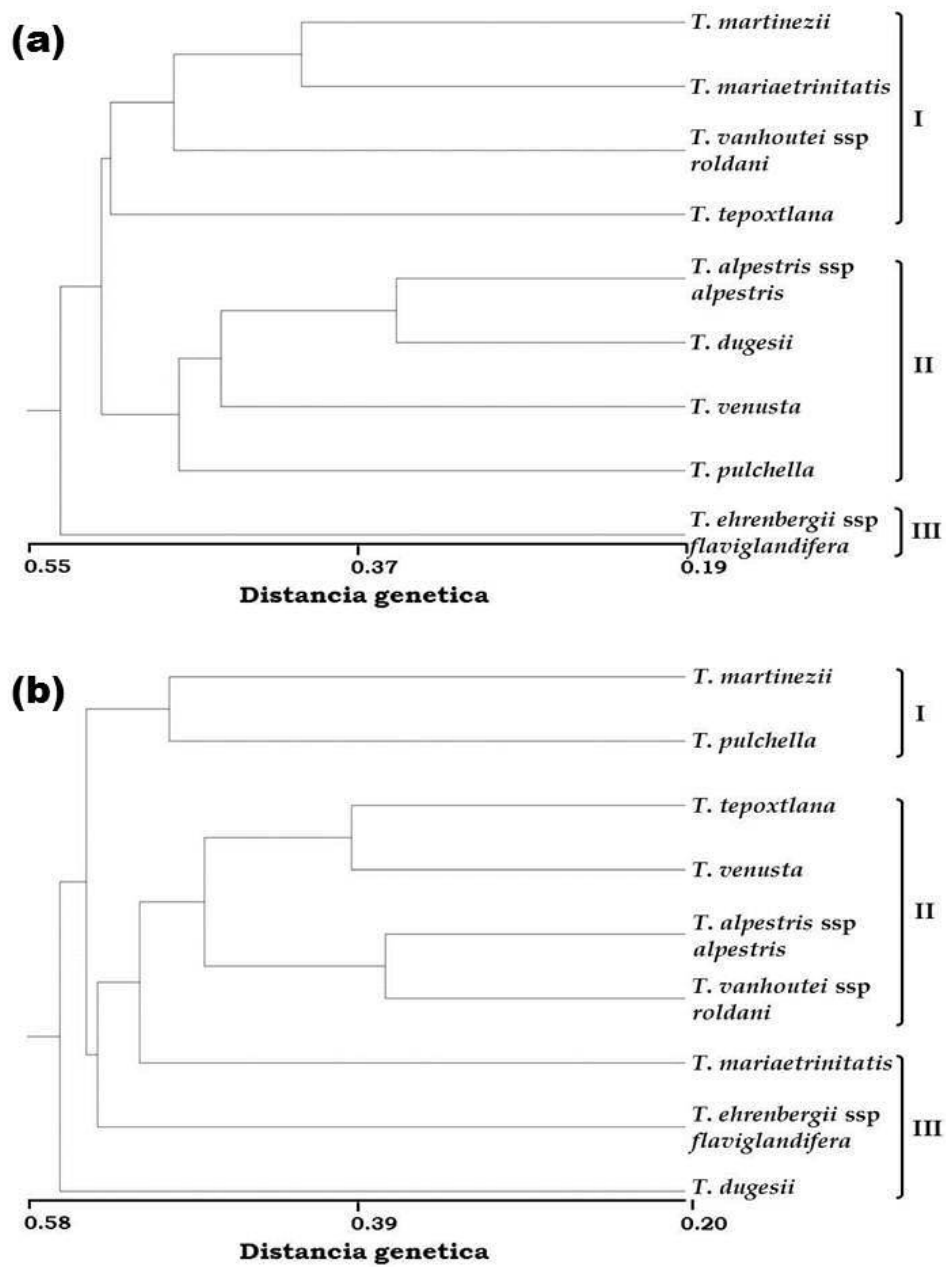 (a)
T. martinezii
T. mariaetrinitatis
T. vanhoutei ssp
roldani
T. tepoxtlana
I
T. alpestris ssp
alpestris
T. dugesii
T. venusta
T. pulchella
II
T. ehrenbergii ssp
flaviglandifera
III
0.55 0.37 0.19
Distancia genetica
(b)
T. martinezii
T. pulchella
I
T. tepoxtlana
T. venusta
T. alpestris ssp
alpestris
T. vanhoutei ssp
roldani
II
T. mariaetrinitatis
T. ehrenbergii ssp
flaviglandifera
T. dugesii
III
0.58 0.39 0.20
Distancia genetica